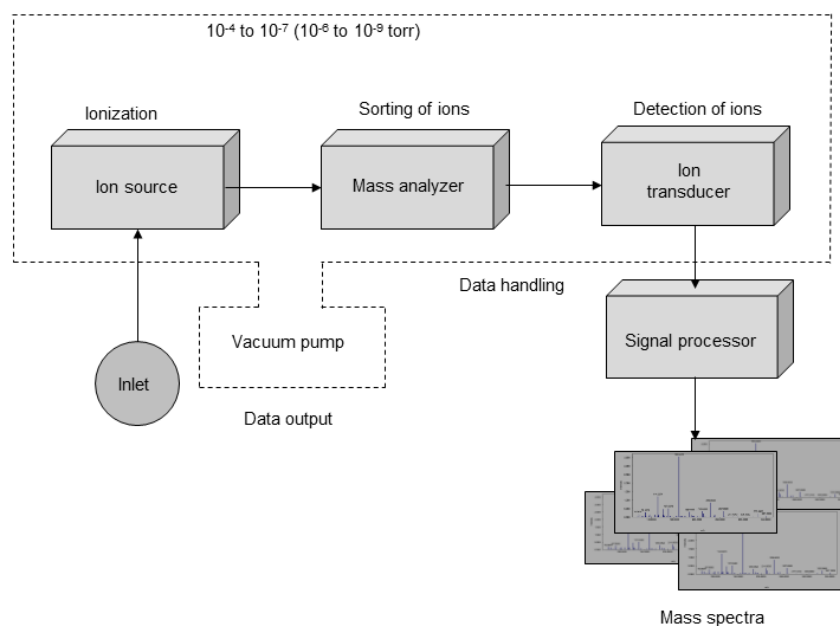 10⁻⁴ to 10⁻⁷ (10⁻⁶ to 10⁻⁹ torr)
Ionization
Sorting of ions
Detection of ions
Ion source
Mass analyzer
Ion
transducer
Data handling
Vacuum pump
Signal processor
Inlet
Data output
Mass spectra